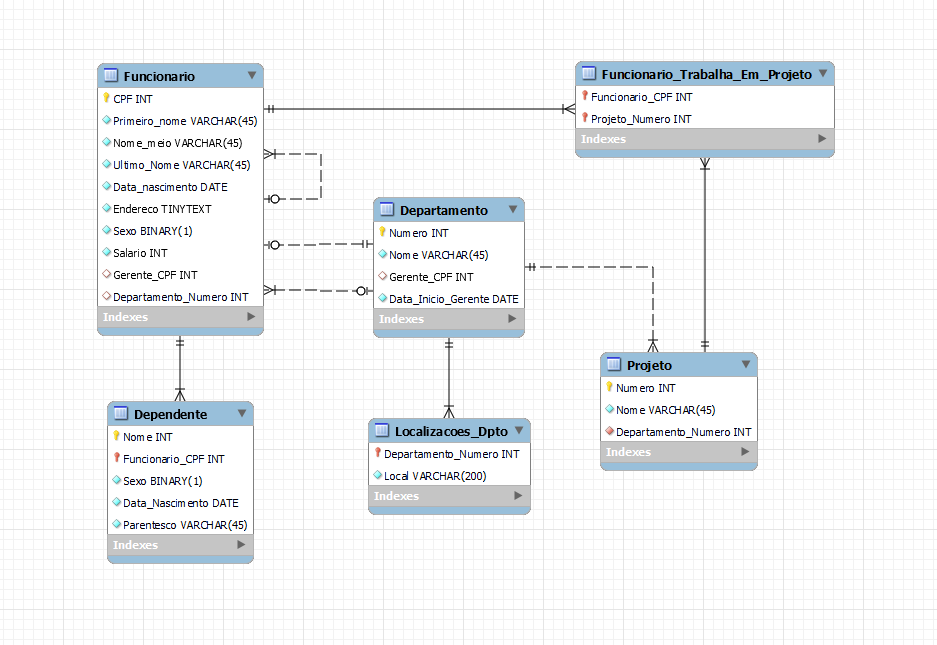 Funcionario
CPF INT
Primeiro_nome VARCHAR(45)
Nome_meio VARCHAR(45)
Ultimo_Nome VARCHAR(45)
Data_nascimento DATE
Endereco TINYTEXT
Sexo BINARY(1)
Salario INT
Gerente_CPF INT
Departamento_Numero INT
Indexes
Funcionario_Trabalha_Em_Projeto
Funcionario_CPF INT
Projeto_Numero INT
Indexes
Departamento
Numero INT
Nome VARCHAR(45)
Gerente_CPF INT
Data_Inicio_Gerente DATE
Indexes
Projeto
Numero INT
Nome VARCHAR(45)
Departamento_Numero INT
Indexes
Dependente
Nome INT
Funcionario_CPF INT
Sexo BINARY(1)
Data_Nascimento DATE
Parentesco VARCHAR(45)
Indexes
Localizacoes_Dpto
Departamento_Numero INT
Local VARCHAR(200)
Indexes